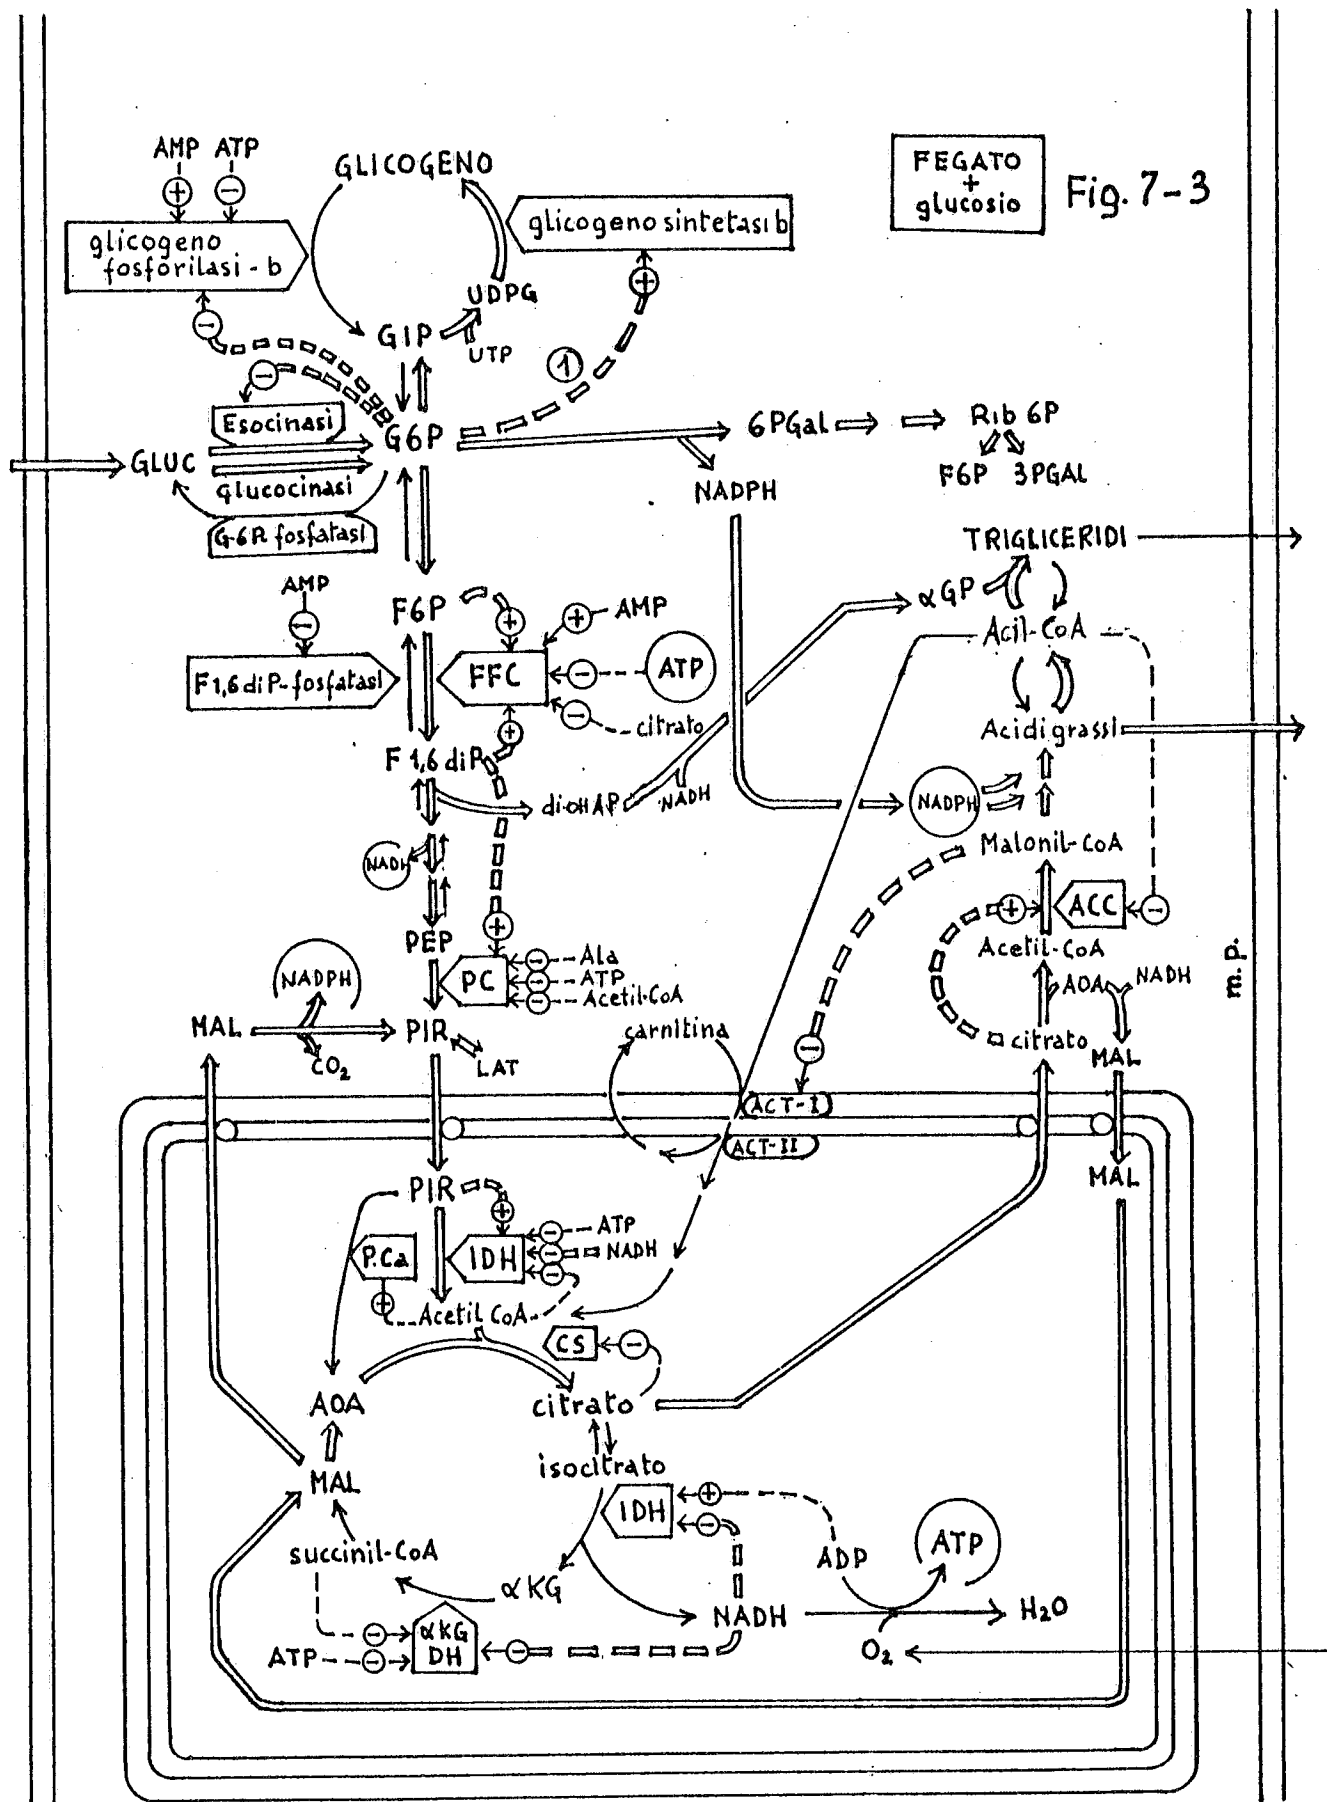 AMP ATP
GLICOGENO
FEGATO
+
glucosio
Fig. 7-3
glicogeno
fosforilasi - b
glicogeno sintetasi b
UDPG
G1P
UTP
1
Esocinasi
G6P
6PGal
Rib 6P
GLUC
glucocinasi
NADPH
F6P 3PGAL
G-6P fosfatasi
TRIGLICERIDI
AMP
F6P
AMP
αGP
Acil-CoA
F1,6 diP-fosfatasi
FFC
ATP
citrato
Acidi grassi
F 1,6 diP
di-OHAP
NADH
NADPH
NADH
Malonil-CoA
ACC
PEP
Acetil-CoA
PC
Ala
ATP
Acetil-CoA
NADPH
AOA
NADH
m.p.
MAL
PIR
carnitina
citrato
MAL
CO2
LAT
ACT-I
ACT-II
PIR
MAL
P.Ca
IDH
ATP
NADH
Acetil CoA
CS
AOA
citrato
isocitrato
MAL
IDH
succinil-CoA
ADP
ATP
αKG
NADH
H2O
αKG
DH
ATP
O2